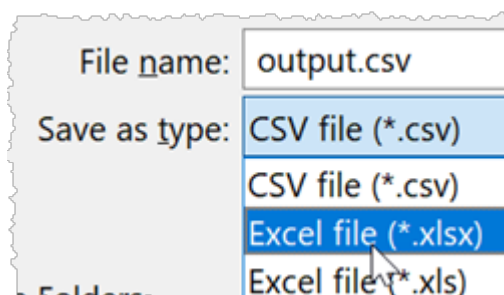 File name: output.csv
Save as type: CSV file (*.csv)
CSV file (*.csv)
Excel file (*.xlsx)
Excel file (*.xls)
Folders: